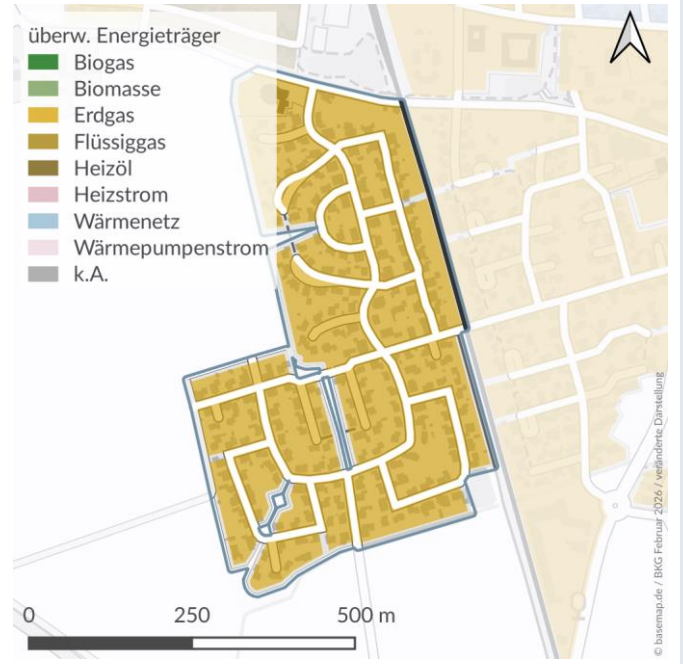 überw. Energieträger
Biogas
Biomasse
Erdgas
Flüssiggas
Heizöl
Heizstrom
Wärmenetz
Wärmepumpenstrom
k.A.
0 250 500 m
© basemap.de / BKG Februar 2026 / veränderte Darstellung